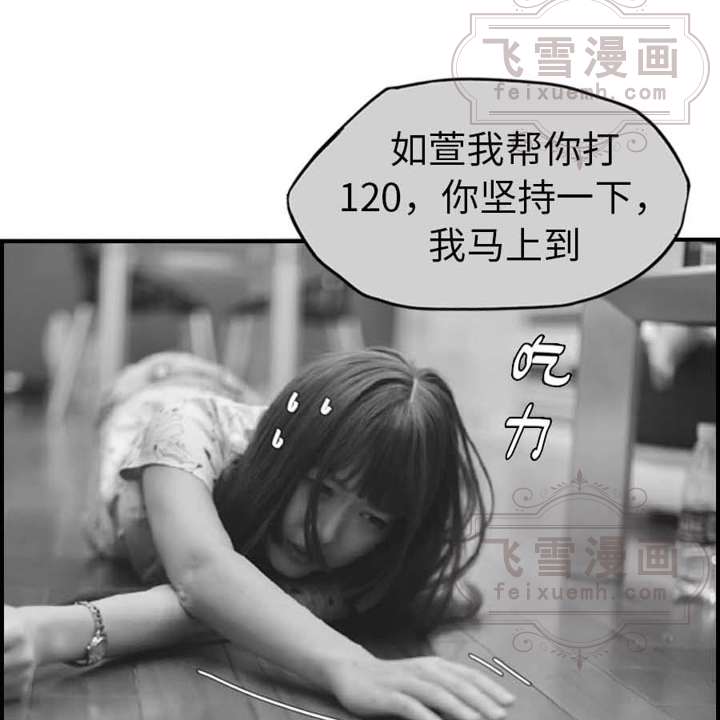 飞雪漫画
feixuemh.com
如萱我帮你打
120，你坚持一下，
我马上到
吃
力
飞雪漫画
feixuemh.com